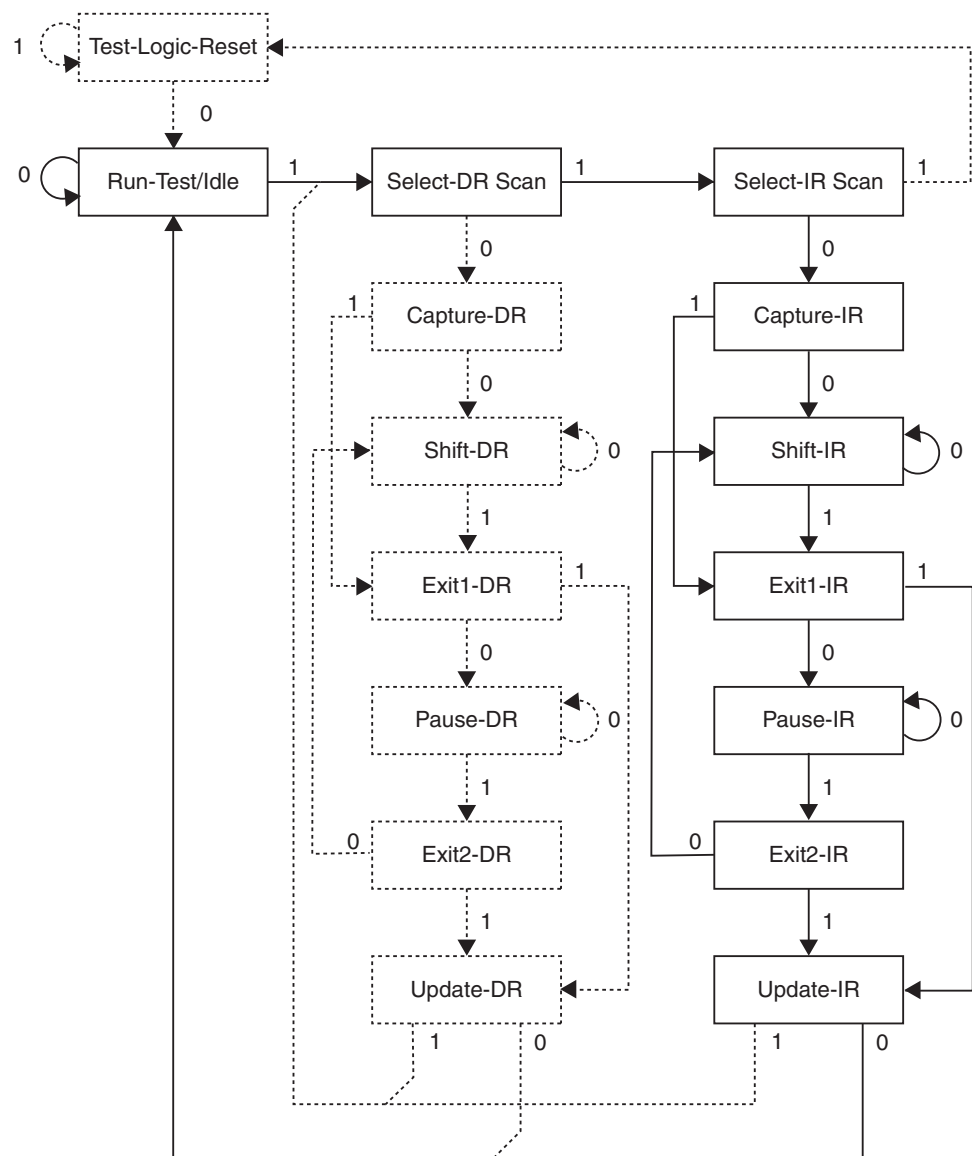 1 Test-Logic-Reset
0
0 Run-Test/Idle 1 Select-DR Scan 1 Select-IR Scan 1
0 0
1 Capture-DR 1 Capture-IR
0 0
Shift-DR 0 Shift-IR 0
1 1
Exit1-DR 1 Exit1-IR 1
0 0
Pause-DR 0 Pause-IR 0
1 1
0 Exit2-DR 0 Exit2-IR
1 1
Update-DR Update-IR
1 0 1 0